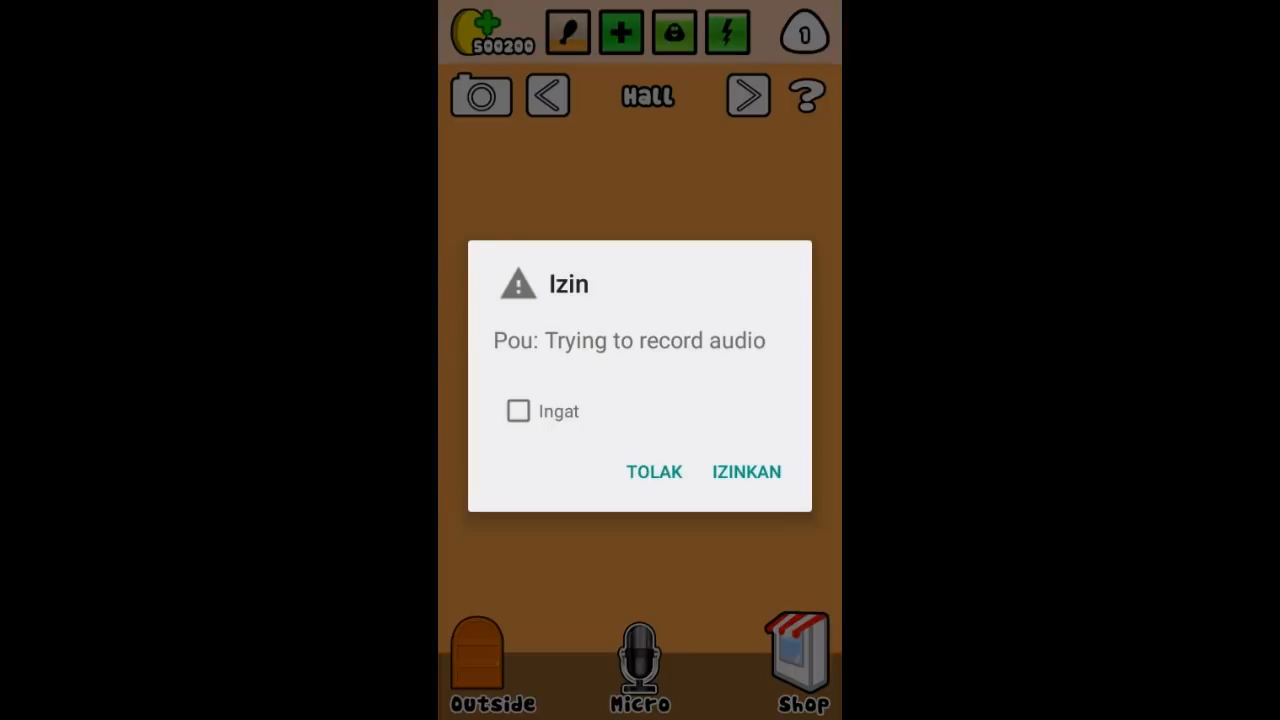 500200
1
Hall
?
Izin
Pou: Trying to record audio
Ingat
TOLAK
IZINKAN
Outside
Micro
Shop